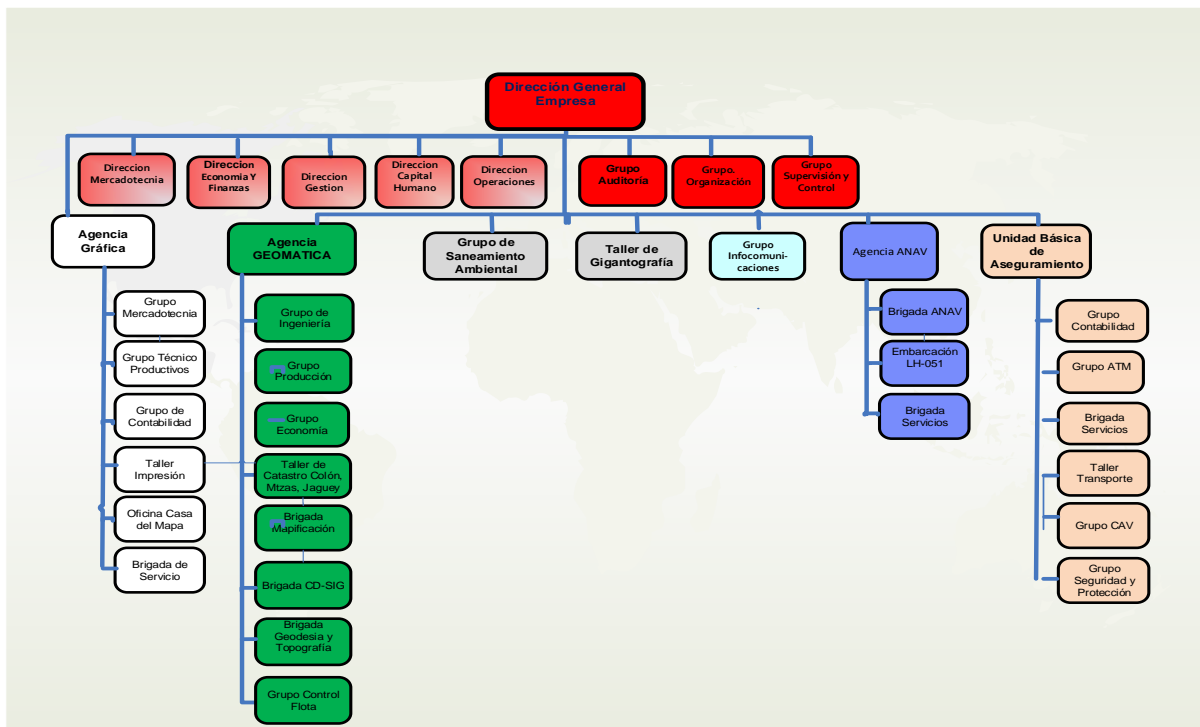 Dirección General
Empresa
Direccion
Mercadotecnia
Direccion
Economia Y
Finanzas
Direccion
Gestion
Direccion
Capital
Humano
Direccion
Operaciones
Grupo
Auditoría
Grupo.
Organización
Grupo
Supervisión y
Control
Agencia
Gráfica
Agencia
GEOMATICA
Grupo de
Saneamiento
Ambiental
Taller de
Gigantografía
Grupo
Infocomuni-
caciones
Agencia ANAV
Unidad Básica
de
Aseguramiento
Grupo
Mercadotecnia
Grupo Técnico
Productivos
Grupo de
Contabilidad
Taller
Impresión
Oficina Casa
del Mapa
Brigada de
Servicio
Grupo de
Ingeniería
Grupo
Producción
Grupo
Economía
Taller de
Catastro Colón,
Mtzas, Jaguey
Brigada
Mapificación
Brigada CD-SIG
Brigada
Geodesia y
Topografía
Grupo Control
Flota
Brigada ANAV
Embarcación
LH-051
Brigada
Servicios
Grupo
Contabilidad
Grupo ATM
Brigada
Servicios
Taller
Transporte
Grupo CAV
Grupo
Seguridad y
Protección